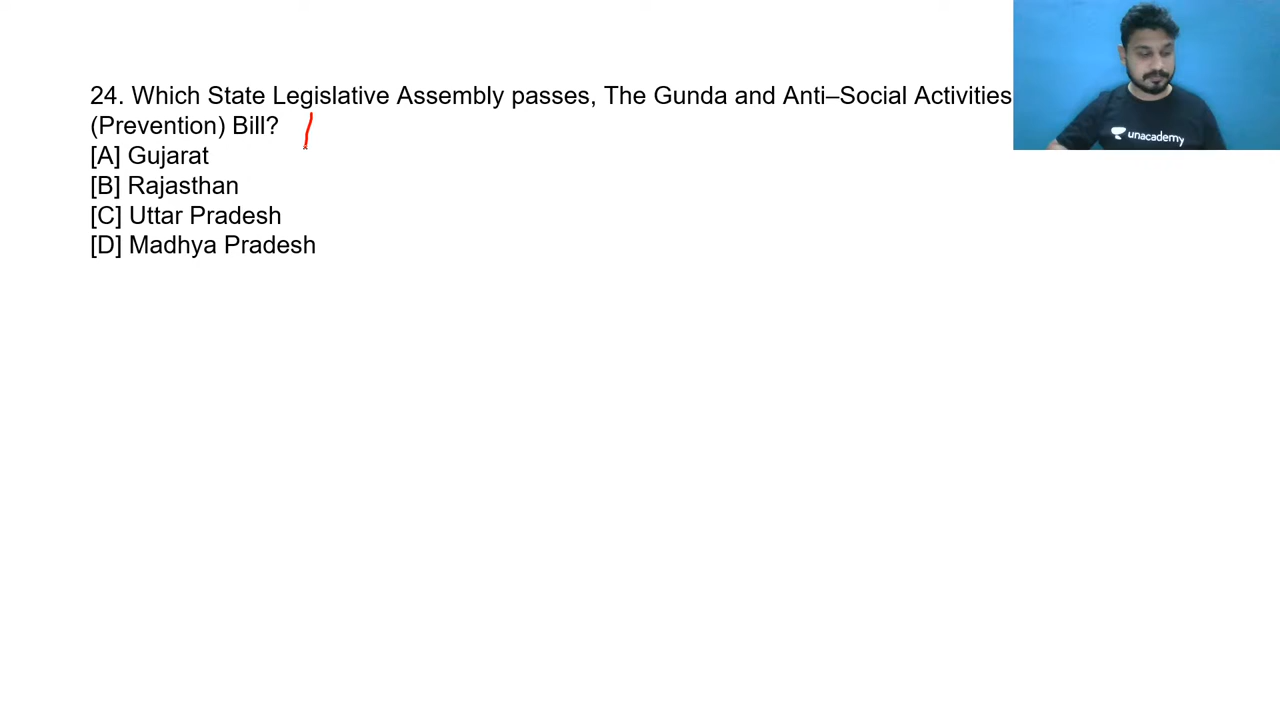 24. Which State Legislative Assembly passes, The Gunda and Anti–Social Activities
(Prevention) Bill?
[A] Gujarat
[B] Rajasthan
[C] Uttar Pradesh
[D] Madhya Pradesh
unacademy